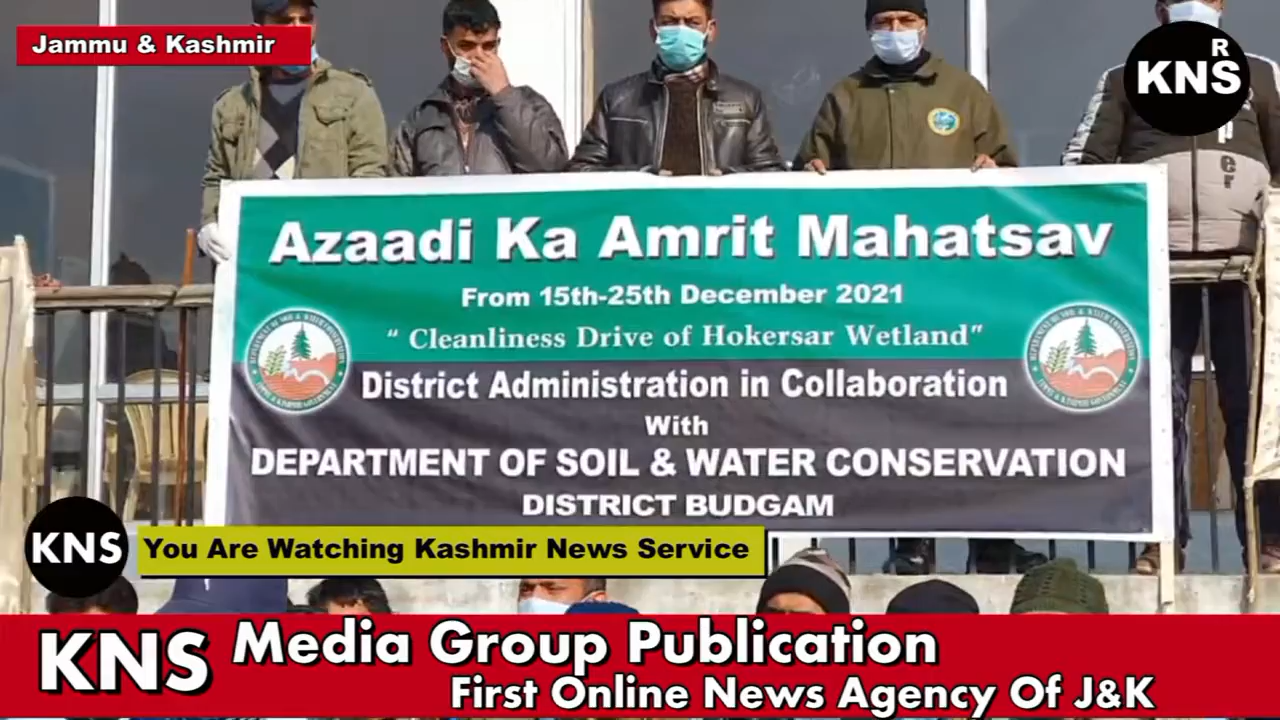 Jammu & Kashmir
KNS
R
Azaadi Ka Amrit Mahatsav
From 15th-25th December 2021
“ Cleanliness Drive of Hokersar Wetland”
District Administration in Collaboration
With
DEPARTMENT OF SOIL & WATER CONSERVATION
DISTRICT BUDGAM
KNS
You Are Watching Kashmir News Service
KNS
Media Group Publication
First Online News Agency Of J&K